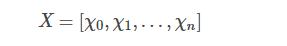 X = [χ₀, χ₁, . . . , χₙ]